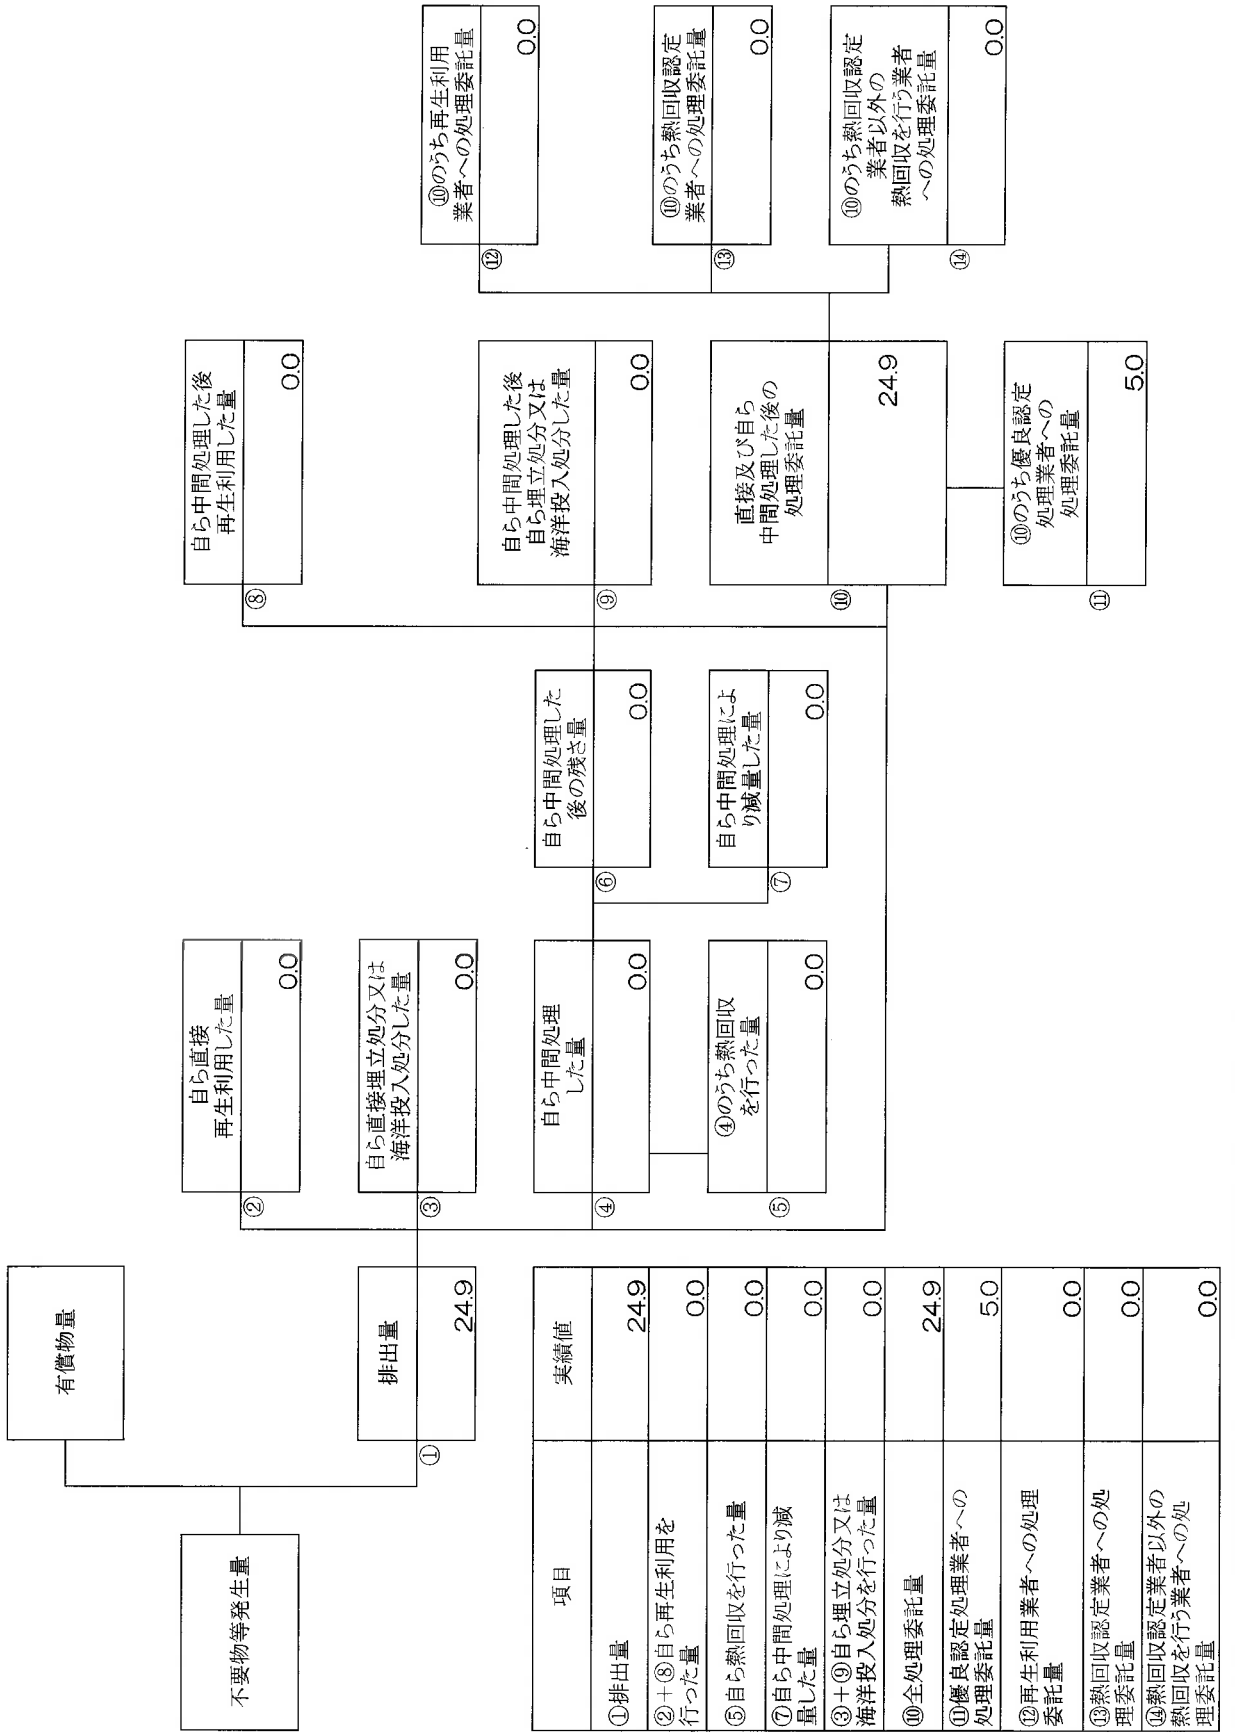 有償物量
不要物等発生量
排出量
①
24.9
自ら直接
再生利用した量
②
0.0
自ら直接埋立処分又は
海洋投入処分した量
③
0.0
自ら中間処理
した量
④
0.0
④のうち熱回収
を行った量
⑤
0.0
自ら中間処理した
後の残さ量
⑥
0.0
自ら中間処理によ
り減量した量
⑦
0.0
自ら中間処理した後
再生利用した量
⑧
0.0
自ら中間処理した後
自ら埋立処分又は
海洋投入処分した量
⑨
0.0
直接及び自ら
中間処理した後の
処理委託量
⑩
24.9
⑩のうち優良認定
処理業者への
処理委託量
⑪
5.0
⑩のうち再生利用
業者への処理委託量
⑫
0.0
⑩のうち熱回収認定
業者への処理委託量
⑬
0.0
⑩のうち熱回収認定
業者以外の
熱回収を行う業者
への処理委託量
⑭
0.0
項目 実績値
①排出量 24.9
②+⑧自ら再生利用を
行った量 0.0
⑤自ら熱回収を行った量 0.0
⑦自ら中間処理により減
量した量 0.0
③+⑨自ら埋立処分又は
海洋投入処分を行った量 0.0
⑩全処理委託量 24.9
⑪優良認定処理業者への
処理委託量 5.0
⑫再生利用業者への処理
委託量 0.0
⑬熱回収認定業者への処
理委託量 0.0
⑭熱回収認定業者以外の
熱回収を行う業者への処
理委託量 0.0